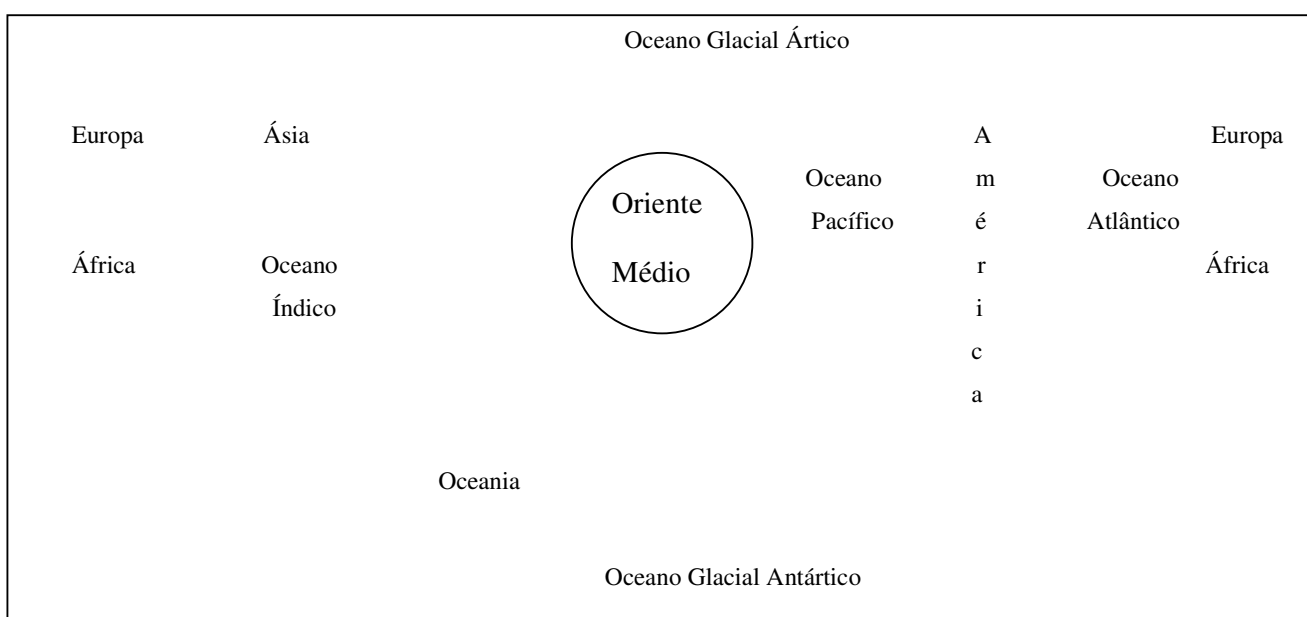 Oceano Glacial Ártico
Europa Ásia A Europa
Oceano m Oceano
Oriente
Pacífico é Atlântico
África Oceano Médio r África
Índico i
c
a
Oceania
Oceano Glacial Antártico